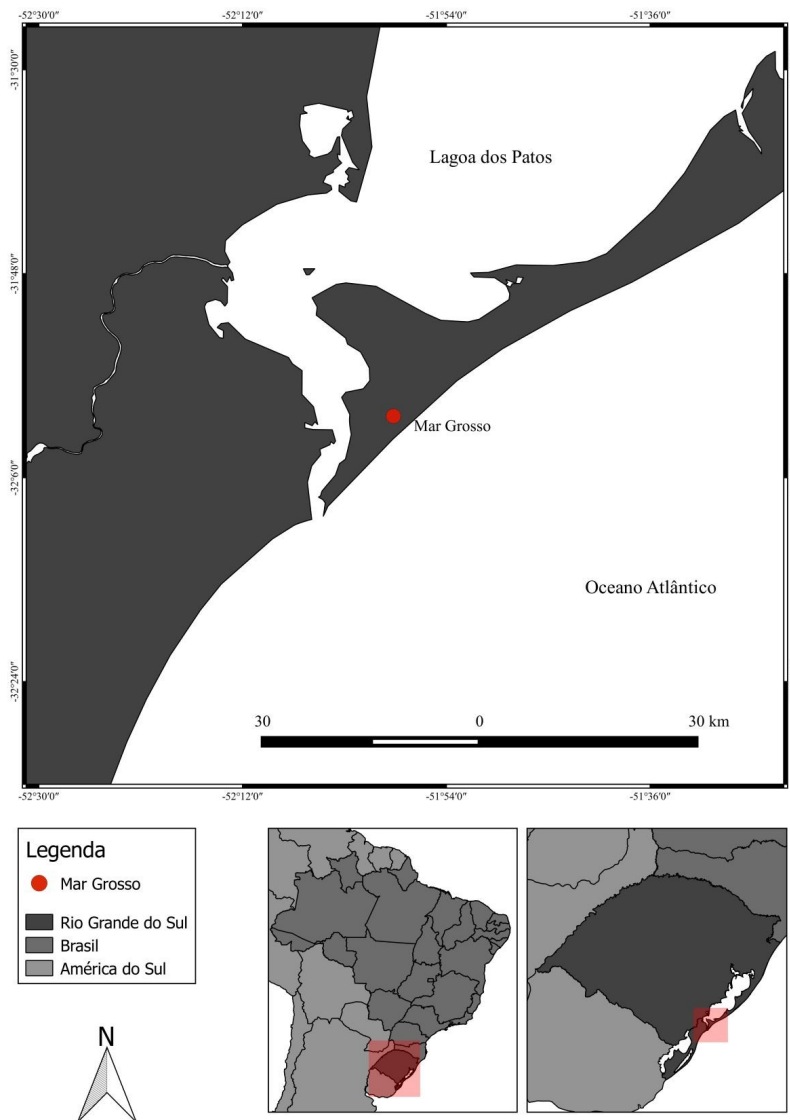 -52°30'0" -52°12'0" -51°54'0" -51°36'0"
-31°30'0"
Lagoa dos Patos
-31°48'0"
Mar Grosso
-32°6'0"
Oceano Atlântico
-32°24'0"
30 0 30 km
-52°30'0" -52°12'0" -51°54'0" -51°36'0"
Legenda
Mar Grosso
Rio Grande do Sul
Brasil
América do Sul
N